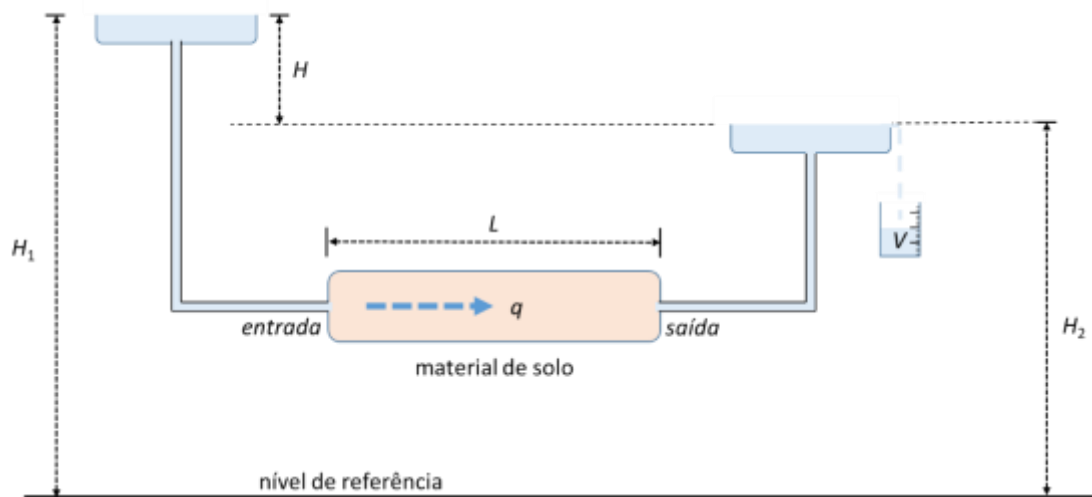 H
H1
L
V
q
entrada
saída
H2
material de solo
nível de referência